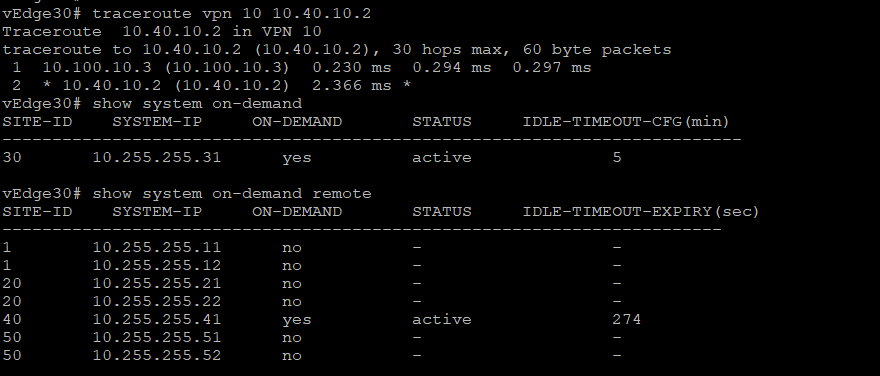 vEdge30# traceroute vpn 10 10.40.10.2
Traceroute  10.40.10.2 in VPN 10
traceroute to 10.40.10.2 (10.40.10.2), 30 hops max, 60 byte packets
 1  10.100.10.3 (10.100.10.3)  0.230 ms  0.294 ms  0.297 ms
 2  * 10.40.10.2 (10.40.10.2)  2.366 ms *
vEdge30# show system on-demand
SITE-ID    SYSTEM-IP     ON-DEMAND       STATUS     IDLE-TIMEOUT-CFG(min)
--------------------------------------------------------------------------
30       10.255.255.31      yes          active              5
vEdge30# show system on-demand remote
SITE-ID    SYSTEM-IP     ON-DEMAND       STATUS     IDLE-TIMEOUT-EXPIRY(sec)
------------------------------------------------------------------------
1        10.255.255.11      no           -                   -
1        10.255.255.12      no           -                   -
20       10.255.255.21      no           -                   -
20       10.255.255.22      no           -                   -
40       10.255.255.41      yes          active              274
50       10.255.255.51      no           -                   -
50       10.255.255.52      no           -                   -